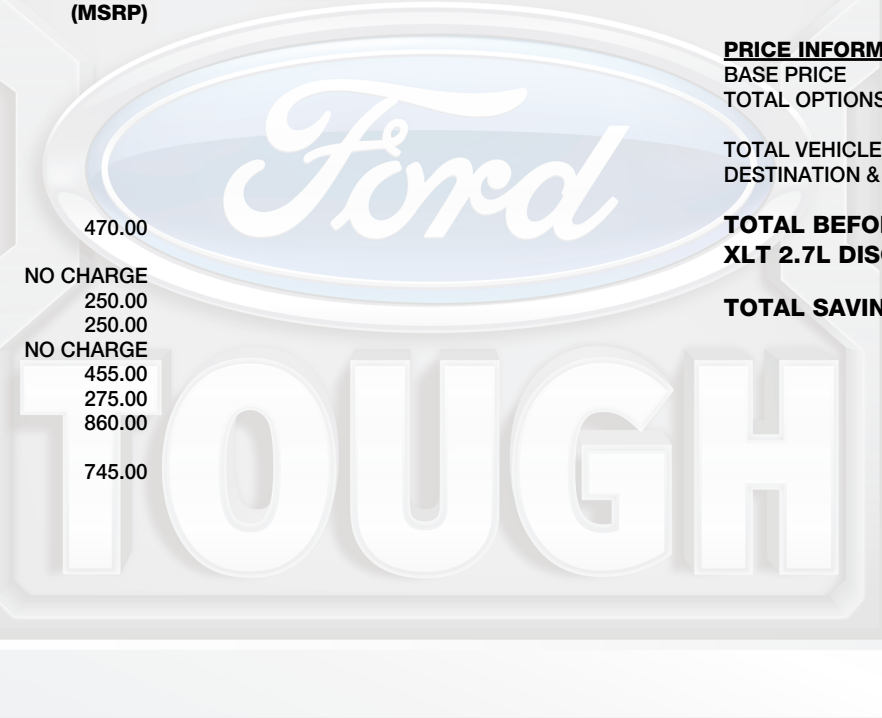 (MSRP)
470.00
NO CHARGE
250.00
250.00
NO CHARGE
455.00
275.00
860.00
745.00
PRICE INFORM
BASE PRICE
TOTAL OPTIONS
TOTAL VEHICLE
DESTINATION &
TOTAL BEFO
XLT 2.7L DIS
TOTAL SAVIN
Ford
TOUGH